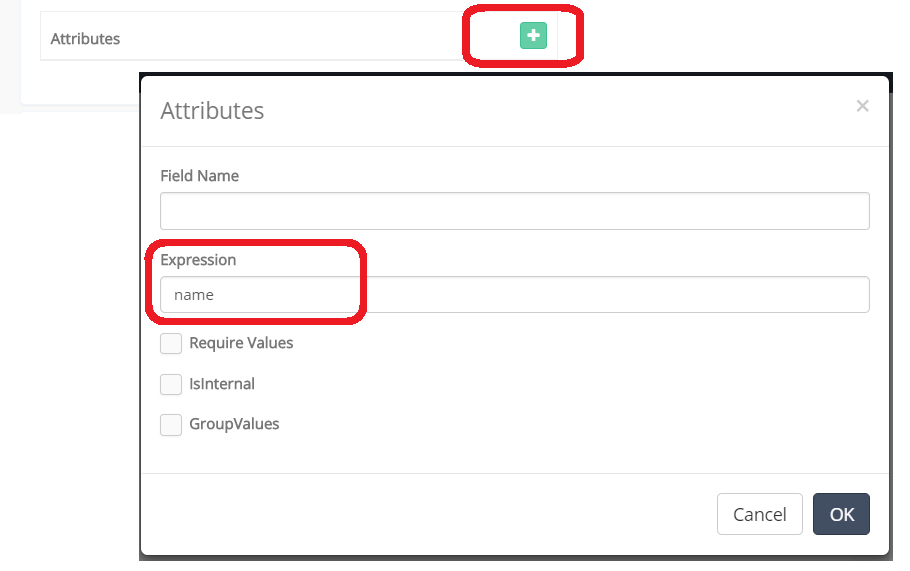 Attributes
Attributes
Field Name
Expression
name
Require Values
IsInternal
GroupValues
Cancel OK